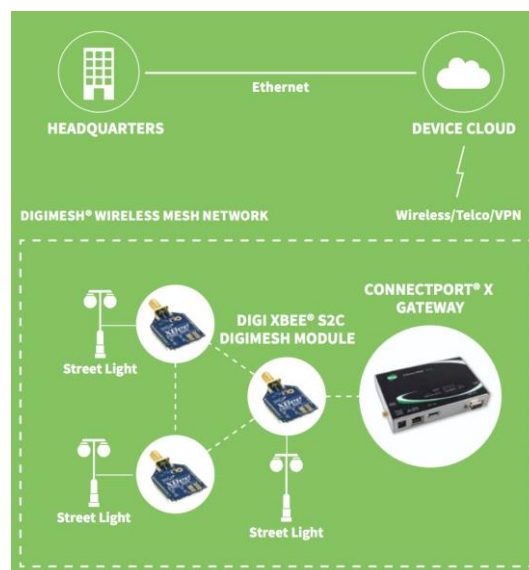 Ethernet
HEADQUARTERS
DEVICE CLOUD
DIGIMESH® WIRELESS MESH NETWORK
Wireless/Telco/VPN
CONNECTPORT® X
GATEWAY
DIGI XBEE® S2C
DIGIMESH MODULE
Street Light
Street Light
Street Light